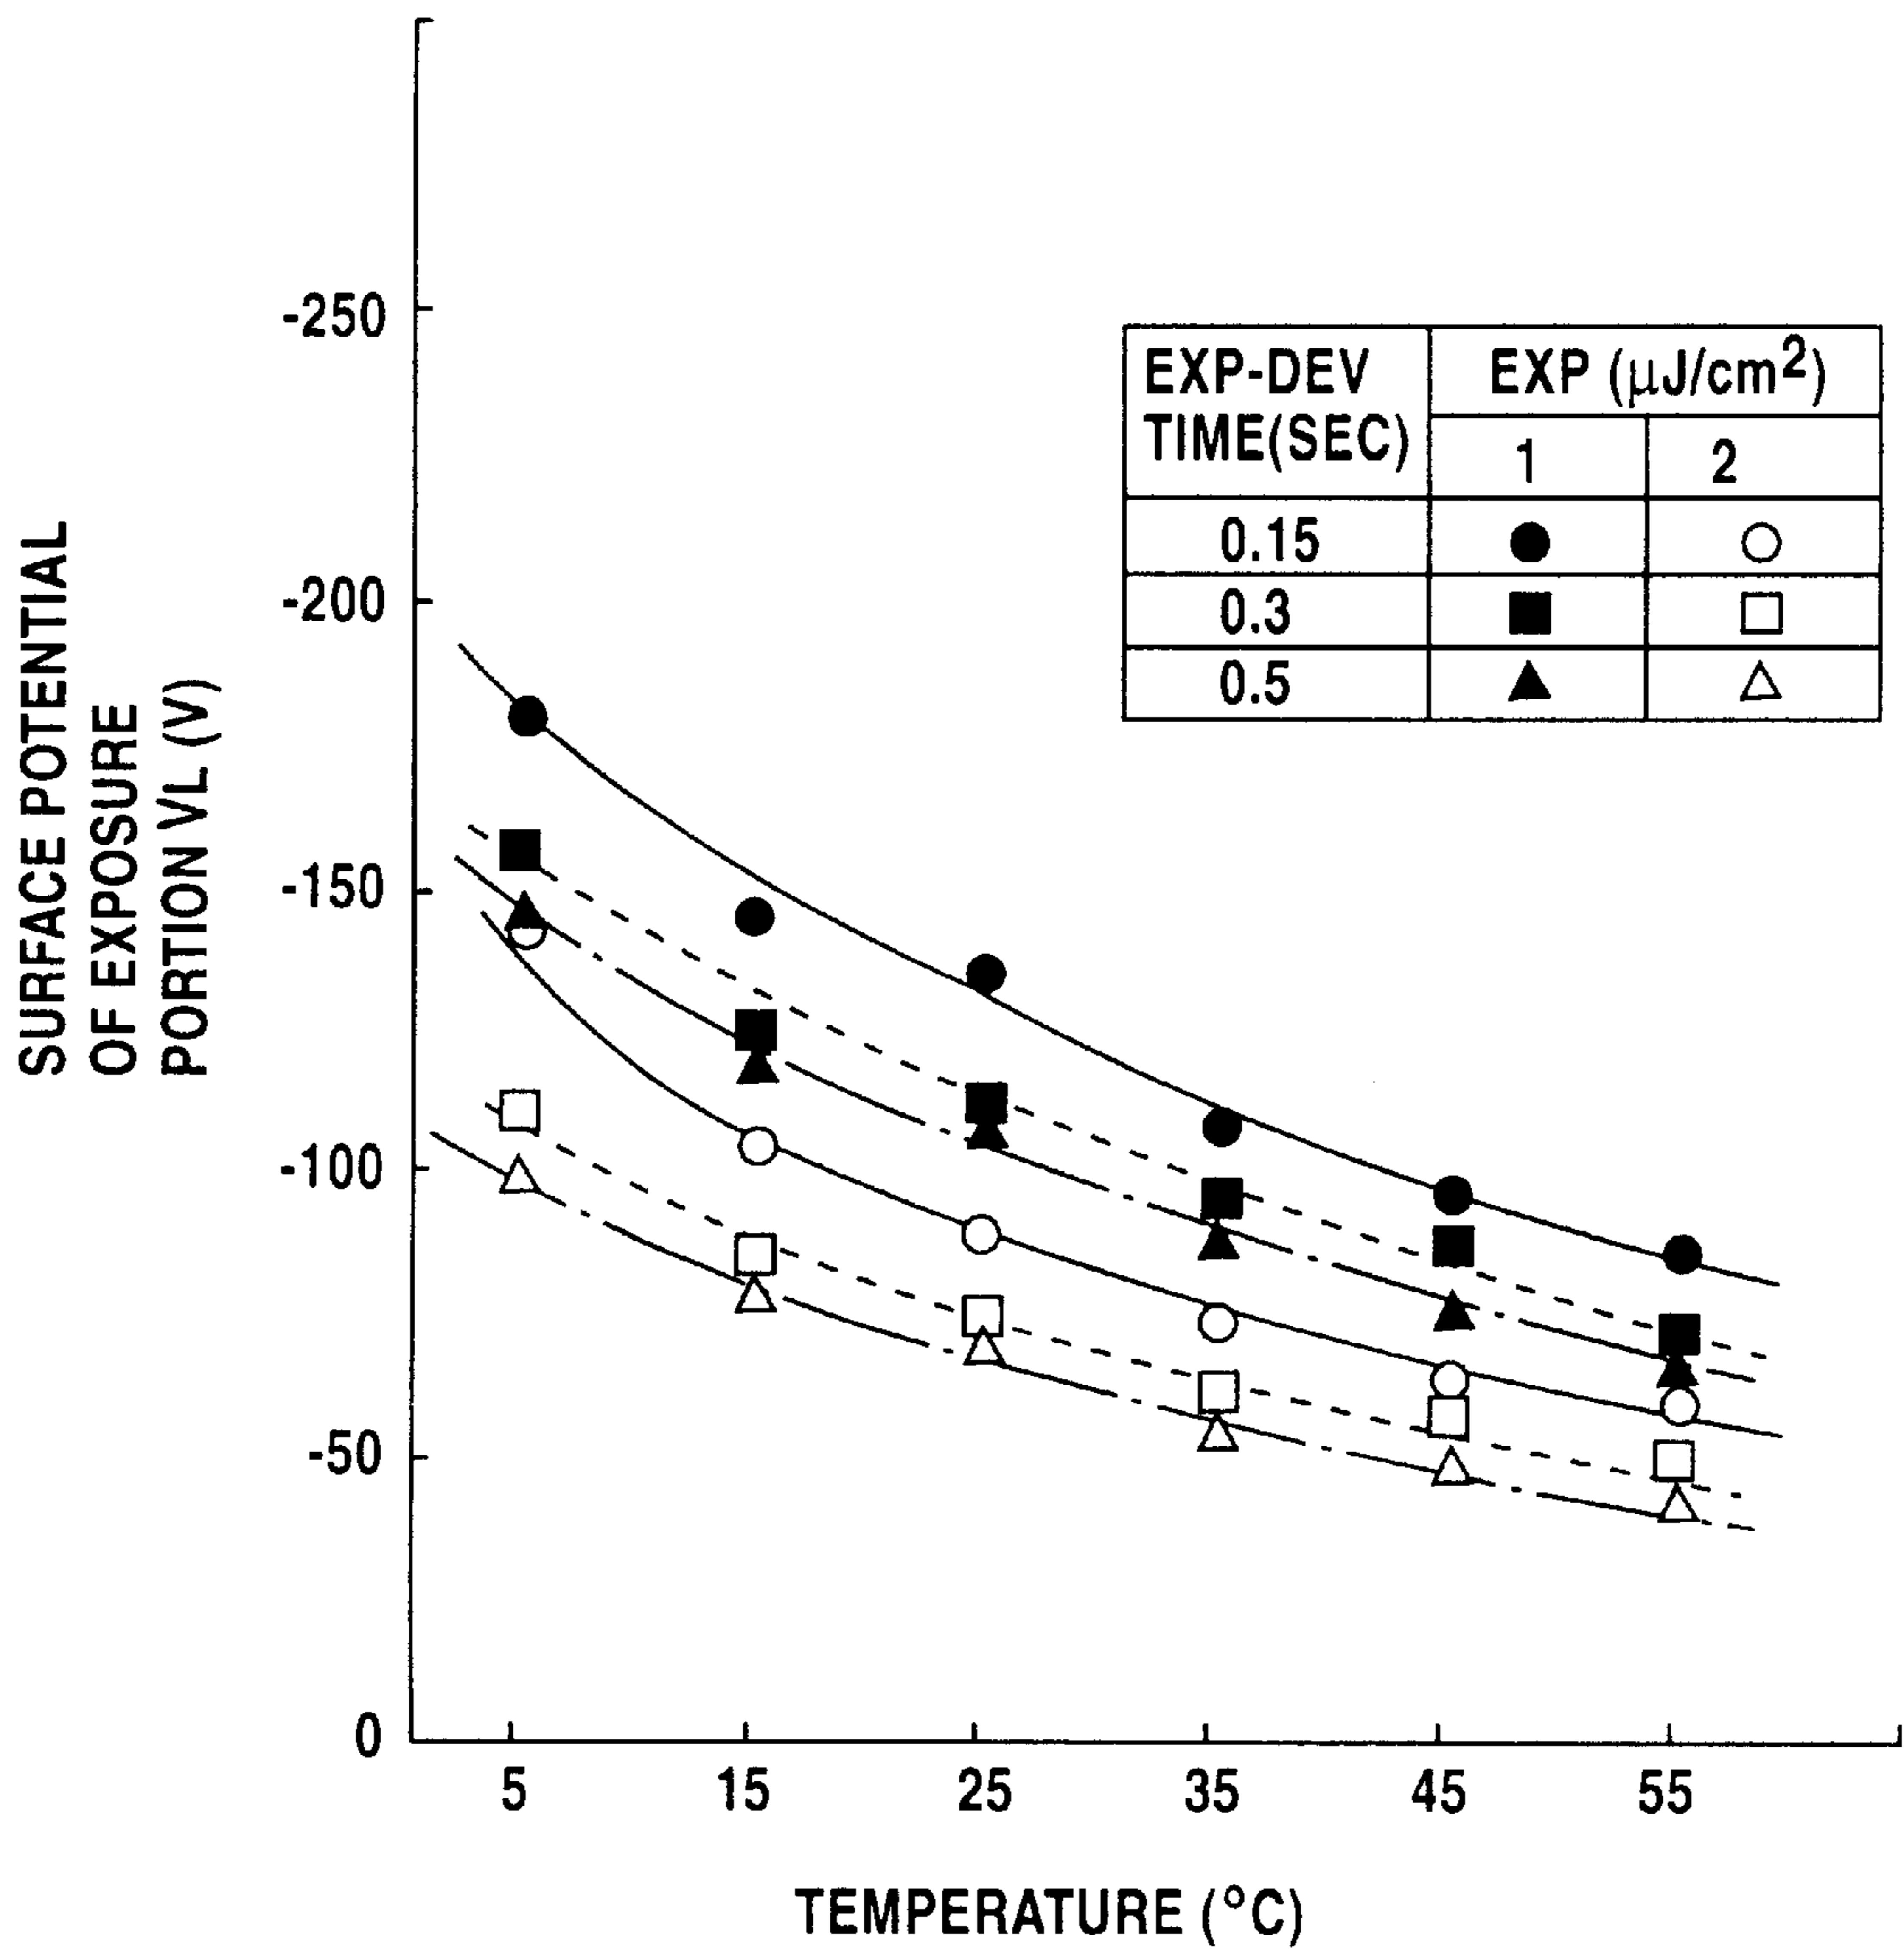 SURFACE POTENTIAL
OF EXPOSURE
PORTION VL (V)
-250
-200
-150
-100
-50
0
5 15 25 35 45 55
TEMPERATURE (°C)
EXP-DEV
TIME(SEC)
EXP (μJ/cm²)
1 2
0.15
0.3
0.5